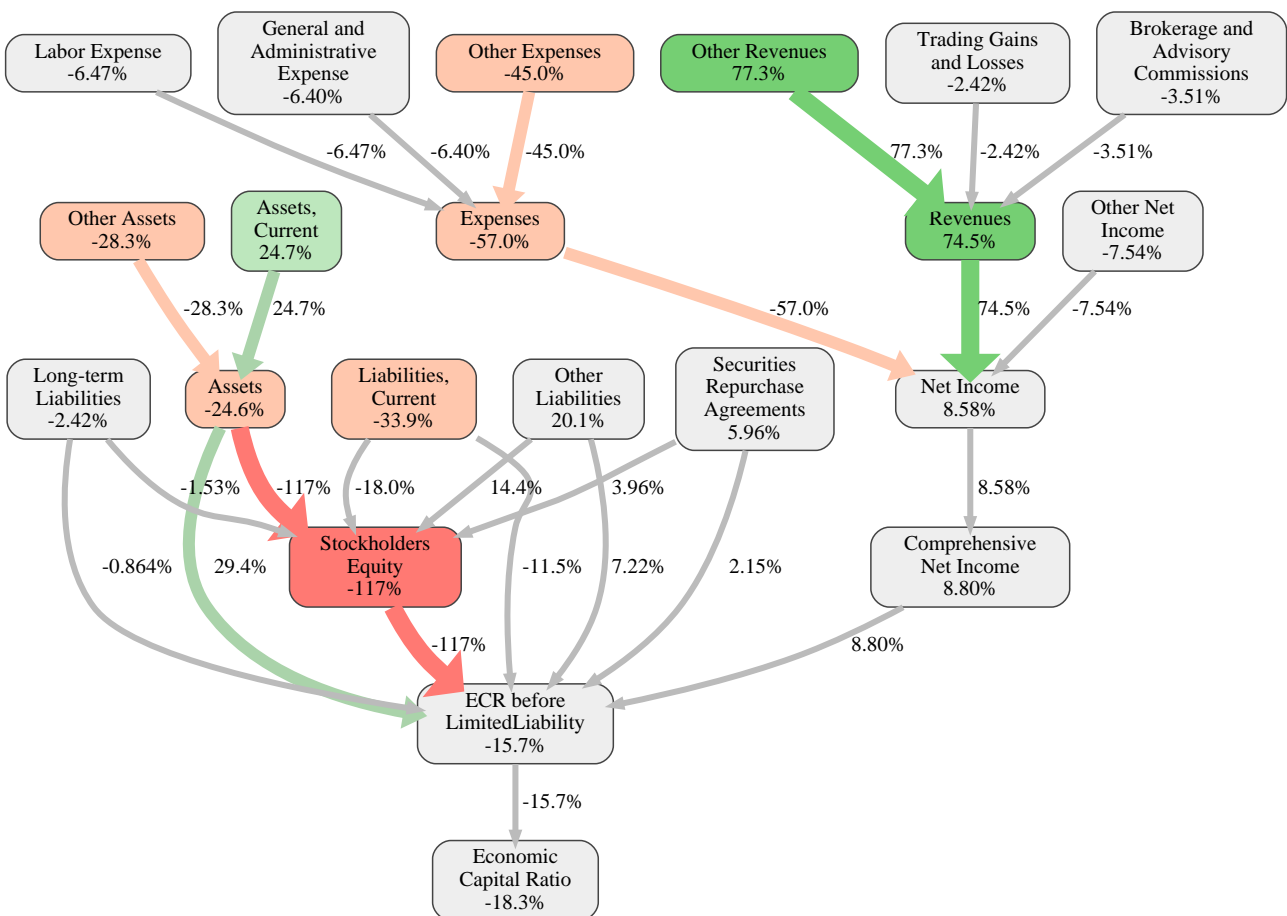 Labor Expense
-6.47%
General and
Administrative
Expense
-6.40%
Other Expenses
-45.0%
Other Revenues
77.3%
Trading Gains
and Losses
-2.42%
Brokerage and
Advisory
Commissions
-3.51%
-6.47%
-6.40%
-45.0%
77.3%
-2.42%
-3.51%
Other Assets
-28.3%
Assets,
Current
24.7%
Expenses
-57.0%
Revenues
74.5%
Other Net
Income
-7.54%
-28.3%
24.7%
-57.0%
74.5%
-7.54%
Long-term
Liabilities
-2.42%
Assets
-24.6%
Liabilities,
Current
-33.9%
Other
Liabilities
20.1%
Securities
Repurchase
Agreements
5.96%
Net Income
8.58%
-1.53%
-117%
-18.0%
14.4%
3.96%
8.58%
Stockholders
Equity
-117%
Comprehensive
Net Income
8.80%
-0.864%
29.4%
-11.5%
7.22%
2.15%
-117%
8.80%
ECR before
LimitedLiability
-15.7%
-15.7%
Economic
Capital Ratio
-18.3%